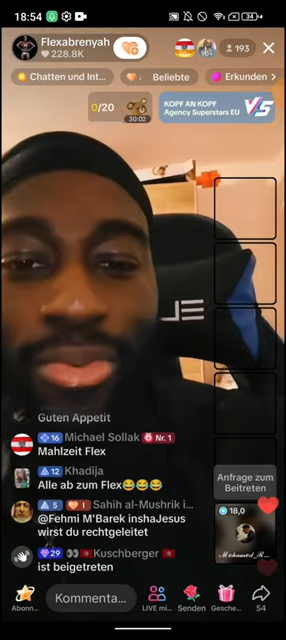 18:54
34
Flexabrenyah
228.8K
193
Chatten und Int...
Beliebte
Erkunden
0/20
30:02
KOPF AN KOPF
Agency Superstars EU
VS
Guten Appetit
16 Michael Sollak Nr. 1
Mahlzeit Flex
12 Khadija
Alle ab zum Flex😂😂😂
5 I Sahih al-Mushrik i...
@Fehmi M'Barek inshaJesus
wirst du rechtgeleitet
29 👀🇹🇳 Kuschberger 🇹🇳
ist beigetreten
Anfrage zum
Beitreten
18,0
Mohamed_R...
Abonn...
Kommenta...
LIVE mi...
Senden
Gesche...
54